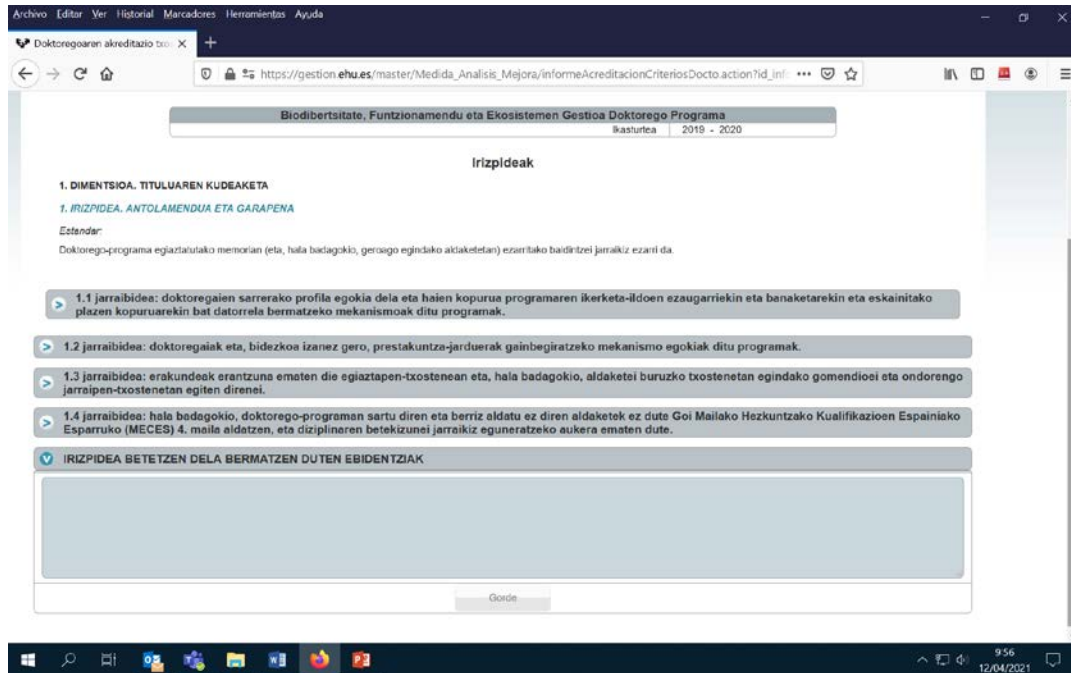 Archivo Editar Ver Historial Marcadores Herramientas Ayuda
Doktoregoaren akreditazio
https://gestion.ehu.es/master/Medida_Analisis_Mejora/informeAcreditacionCriteriosDocto.action?id_inf
Biodibertsitate, Funtzionamendu eta Ekosistemen Gestioa Doktorego Programa
Ikasturtea 2019 - 2020
Irizpideak
1. DIMENTSIOA. TITULUAREN KUDEAKETA
1. IRIZPIDEA. ANTOLAMENDUA ETA GARAPENA
Estandar:
Doktorego-programa egiaztatutako memorian (eta, hala badagokio, geroago egindako aldaketetan) ezarritako baldintzei jarraikiz ezarri da.
1.1 jarraibidea: doktoregaien sarrerako profila egokia dela eta haien kopurua programaren ikerketa-ildoen ezaugarriekin eta banaketarekin eta eskainitako
plazen kopuruarekin bat datorrela bermatzeko mekanismoak ditu programak.
1.2 jarraibidea: doktoregaiak eta, bidezkoa izanez gero, prestakuntza-jarduerak gainbegiratzeko mekanismo egokiak ditu programak.
1.3 jarraibidea: erakundeak erantzuna ematen die egiaztapen-txostenean eta, hala badagokio, aldaketei buruzko txostenetan egindako gomendioei eta ondorengo
jarraipen-txostenetan egiten direnei.
1.4 jarraibidea: hala badagokio, doktorego-programan sartu diren eta berriz aldatu ez diren aldaketek ez dute Goi Mailako Hezkuntzako Kualifikazioen Espainiako
Esparruko (MECES) 4. maila aldatzen, eta diziplinaren betekizunei jarraikiz eguneratzeko aukera ematen dute.
IRIZPIDEA BETETZEN DELA BERMATZEN DUTEN EBIDENTZIAK
Gorde
9:56
12/04/2021